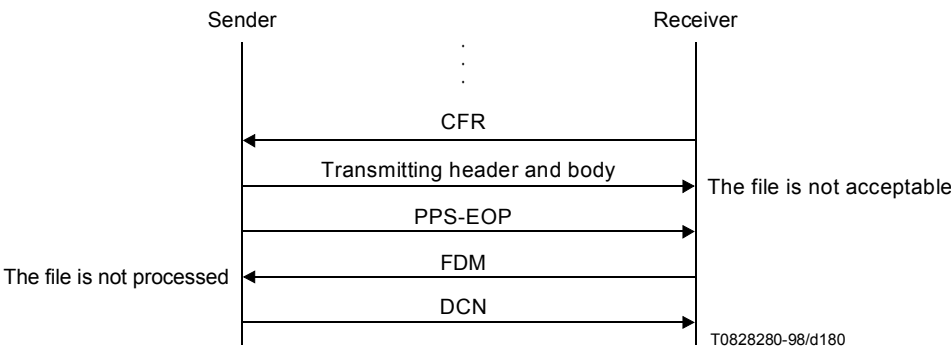 Sender
Receiver
CFR
Transmitting header and body
The file is not acceptable
PPS-EOP
FDM
The file is not processed
DCN
T0828280-98/d180